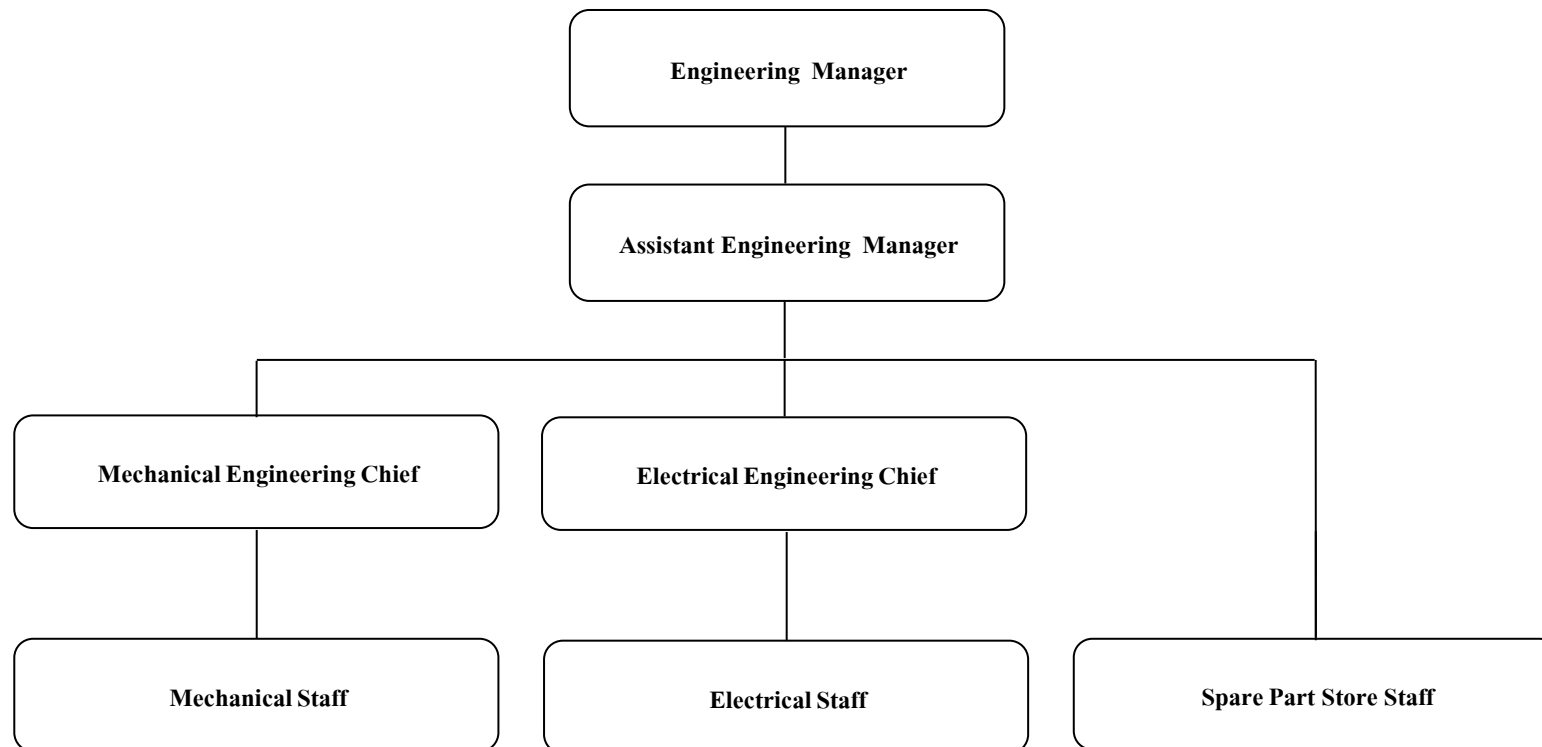 Engineering Manager
Assistant Engineering Manager
Mechanical Engineering Chief
Electrical Engineering Chief
Mechanical Staff
Electrical Staff
Spare Part Store Staff